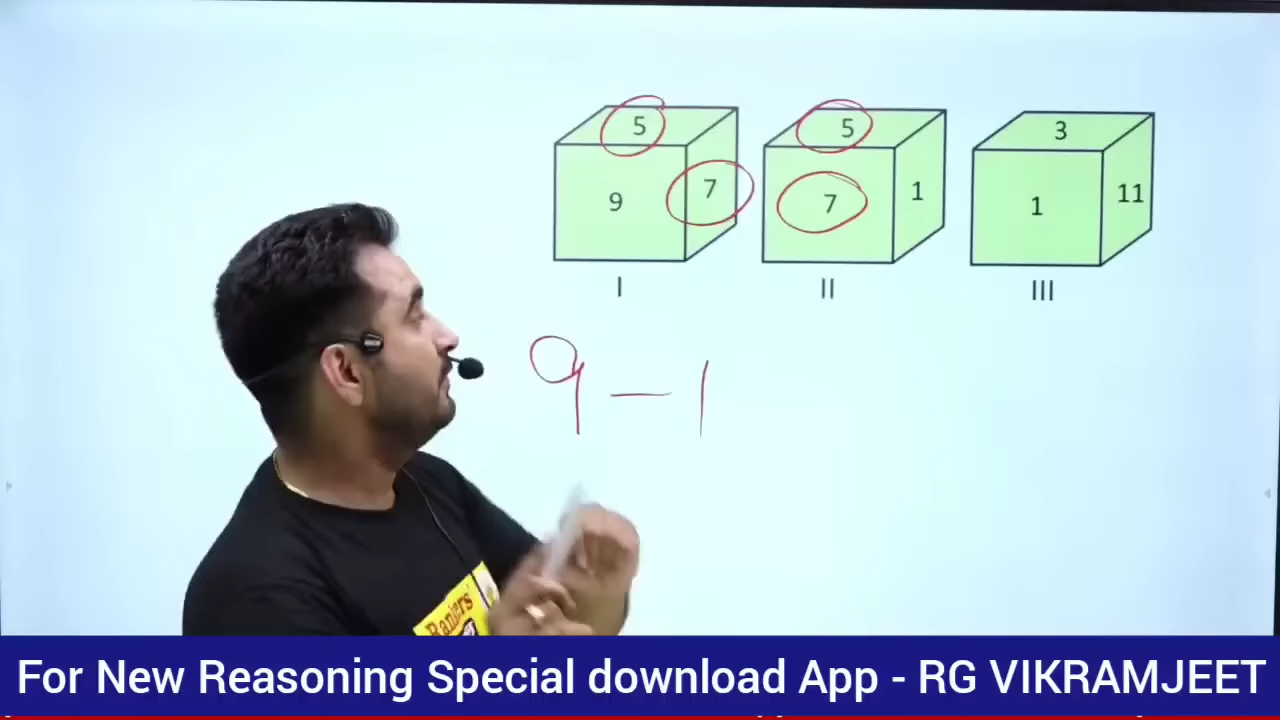 5
9
7
I
5
7
1
II
3
1
11
III
9 – 1
Rankers'
For New Reasoning Special download App - RG VIKRAMJEET